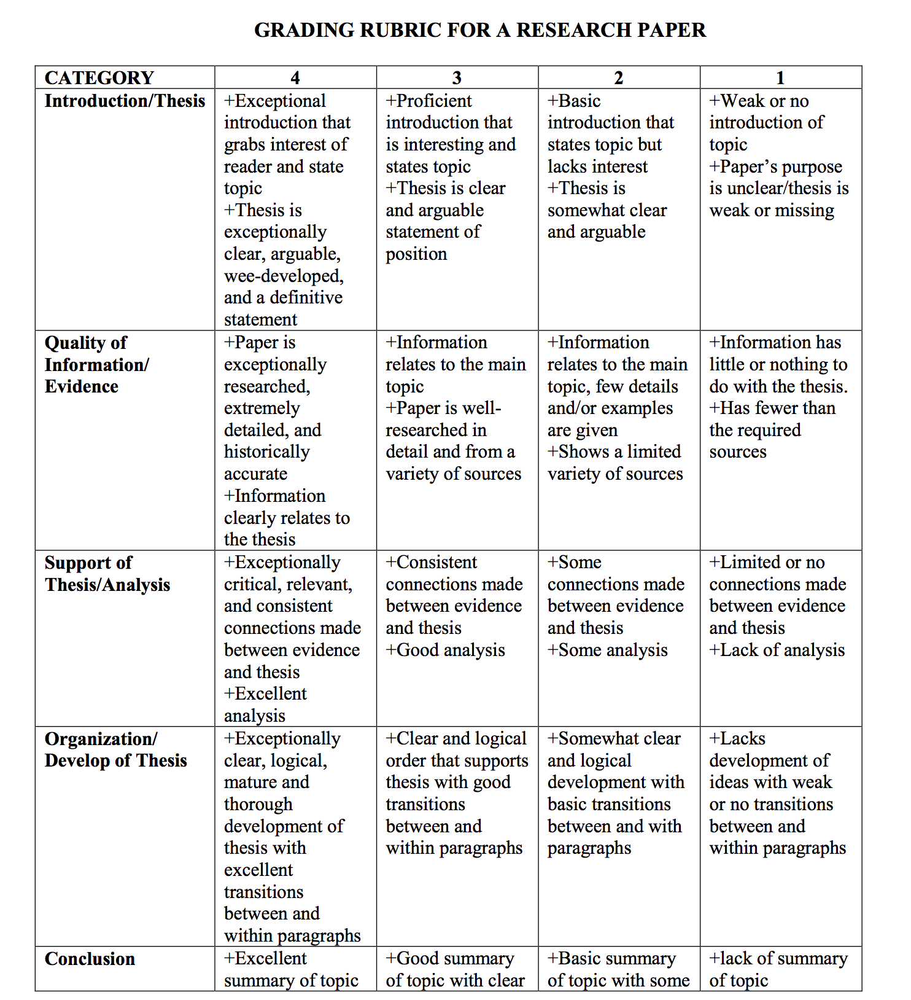 GRADING RUBRIC FOR A RESEARCH PAPER
CATEGORY
4
3
2
1
Introduction/Thesis
+Exceptional
introduction that
grabs interest of
reader and state
topic
+Thesis is
exceptionally
clear, arguable,
wee-developed,
and a definitive
statement
+Proficient
introduction that
is interesting and
states topic
+Thesis is clear
and arguable
statement of
position
+Basic
introduction that
states topic but
lacks interest
+Thesis is
somewhat clear
and arguable
+Weak or no
introduction of
topic
+Paper’s purpose
is unclear/thesis is
weak or missing
Quality of
Information/
Evidence
+Paper is
exceptionally
researched,
extremely
detailed, and
historically
accurate
+Information
clearly relates to
the thesis
+Information
relates to the main
topic
+Paper is well-
researched in
detail and from a
variety of sources
+Information
relates to the main
topic, few details
and/or examples
are given
+Shows a limited
variety of sources
+Information has
little or nothing to
do with the thesis.
+Has fewer than
the required
sources
Support of
Thesis/Analysis
+Exceptionally
critical, relevant,
and consistent
connections made
between evidence
and thesis
+Excellent
analysis
+Consistent
connections made
between evidence
and thesis
+Good analysis
+Some
connections made
between evidence
and thesis
+Some analysis
+Limited or no
connections made
between evidence
and thesis
+Lack of analysis
Organization/
Develop of Thesis
+Exceptionally
clear, logical,
mature and
thorough
development of
thesis with
excellent
transitions
between and
within paragraphs
+Clear and logical
order that supports
thesis with good
transitions
between and
within paragraphs
+Somewhat clear
and logical
development with
basic transitions
between and with
paragraphs
+Lacks
development of
ideas with weak
or no transitions
between and
within paragraphs
Conclusion
+Excellent
summary of topic
+Good summary
of topic with clear
+Basic summary
of topic with some
+lack of summary
of topic